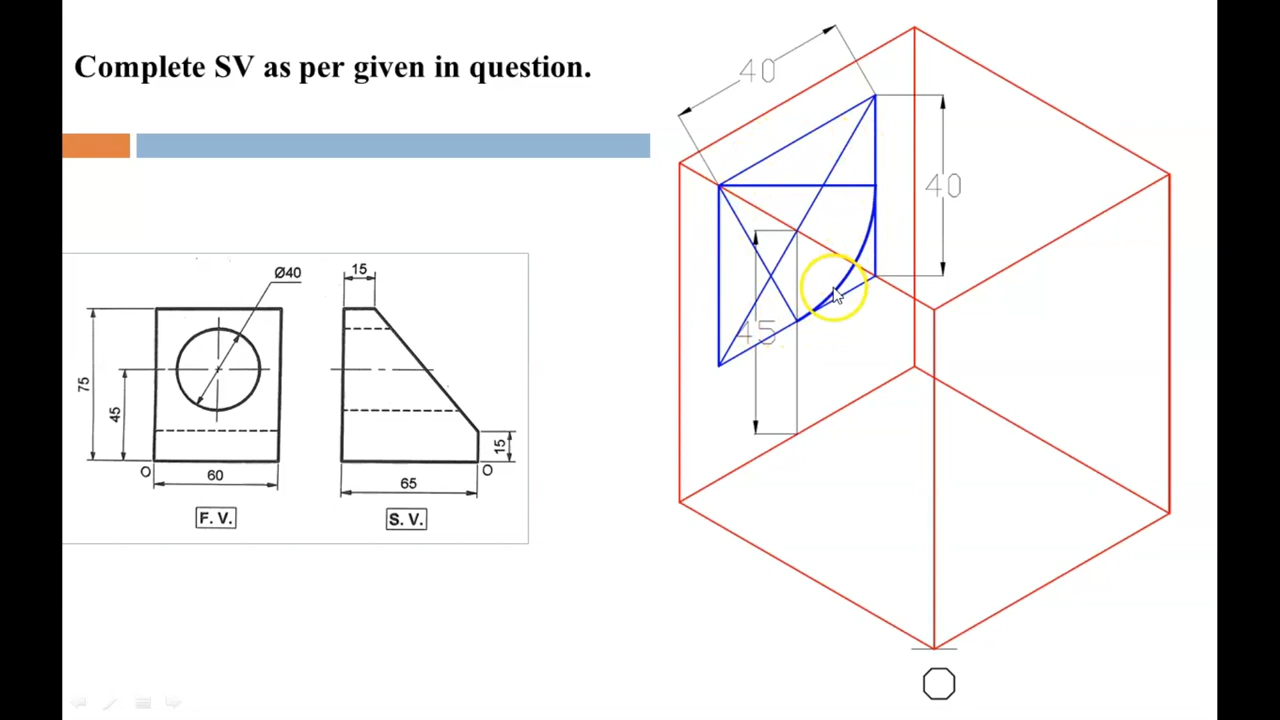 Complete SV as per given in question.
40
40
45
Ø40
15
75
45
15
O
60
O
65
F. V.
S. V.
O